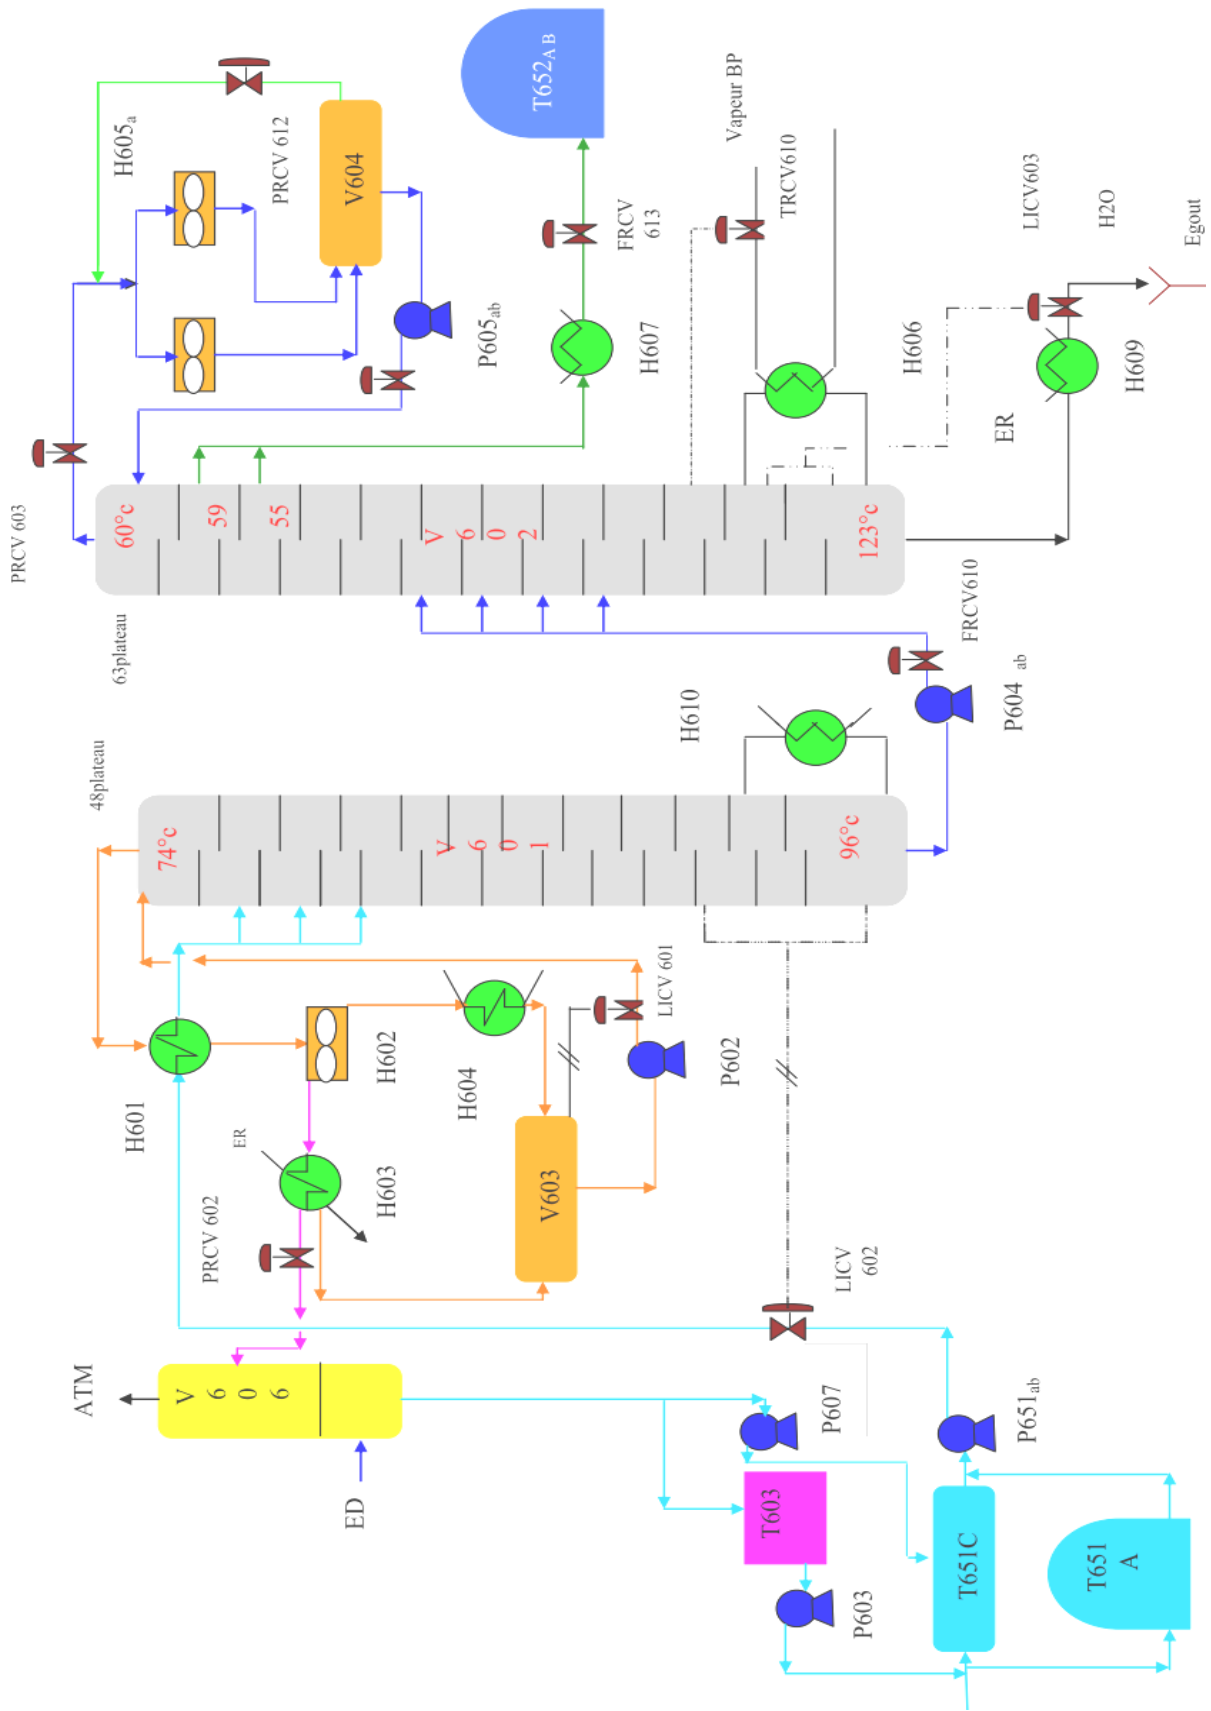 ATM
V
6
0
6
ED
PRCV 602
ER
H603
H601
H602
H604
V603
LICV 601
P602
LICV
602
P607
T603
P603
P651ab
T651C
T651
A
48plateau
74°c
V
6
0
1
96°c
H610
P604 ab
FRCV610
63plateau
PRCV 603
60°c
59
55
V
6
0
2
123°c
H605a
PRCV 612
V604
P605ab
T652A B
FRCV
613
H607
Vapeur BP
TRCV610
H606
ER
H609
LICV603
H2O
Egout